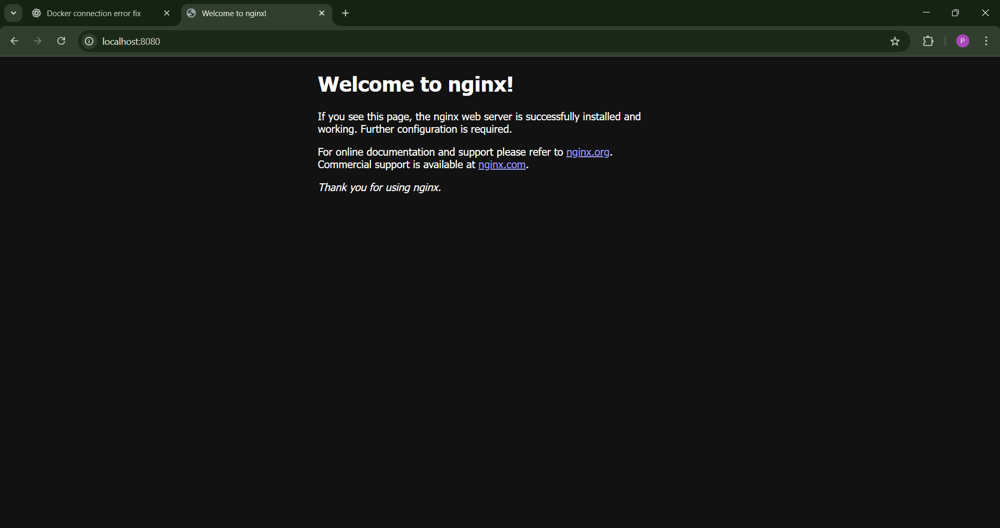 Docker connection error fix
Welcome to nginx!
localhost:8080
P
Welcome to nginx!
If you see this page, the nginx web server is successfully installed and
working. Further configuration is required.
For online documentation and support please refer to nginx.org.
Commercial support is available at nginx.com.
Thank you for using nginx.